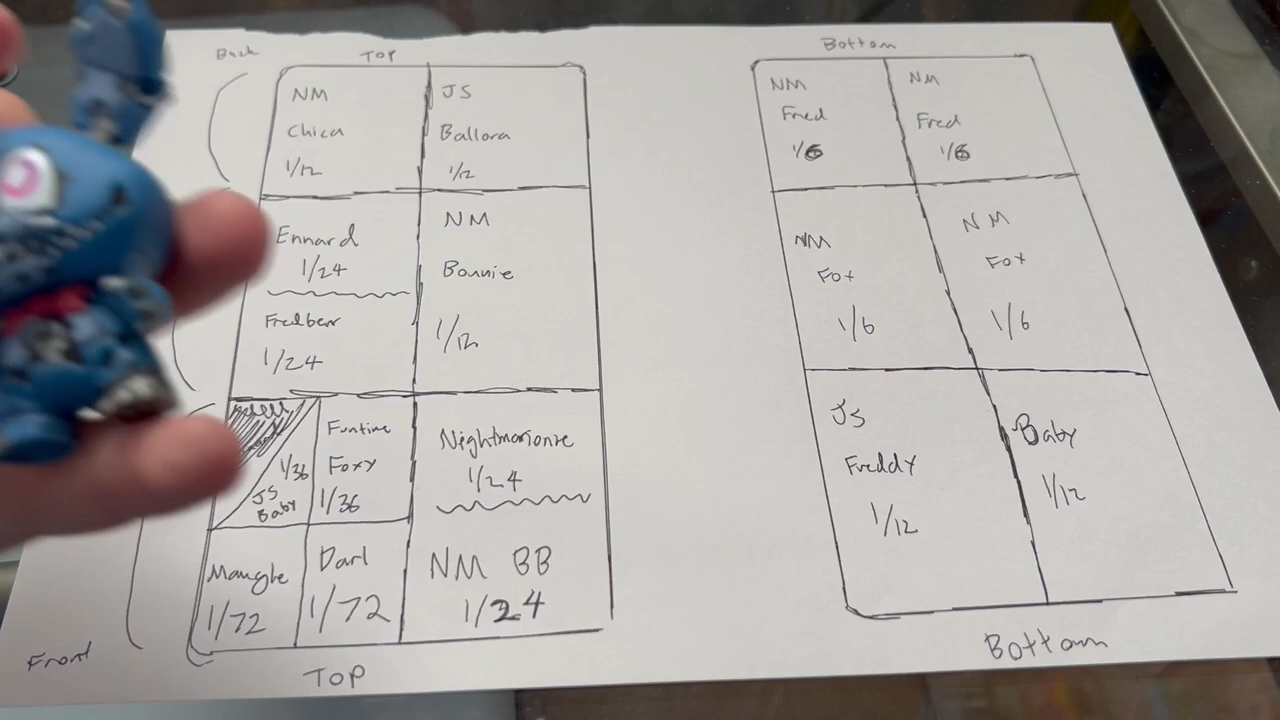 Back
TOP
NM
Chica
1/12
JS
Ballora
1/12
Ennard
1/24
Fredbear
1/24
NM
Bonnie
1/12
1/36
JS
Baby
Funtime
Foxy
1/36
Nightmarionne
1/24
Mangle
1/72
Darl
1/72
NM BB
1/24
Front
TOP
Bottom
NM
Fred
1/6
NM
Fred
1/6
NM
Fox
1/6
NM
Fox
1/6
JS
Freddy
1/12
Baby
1/12
Bottom